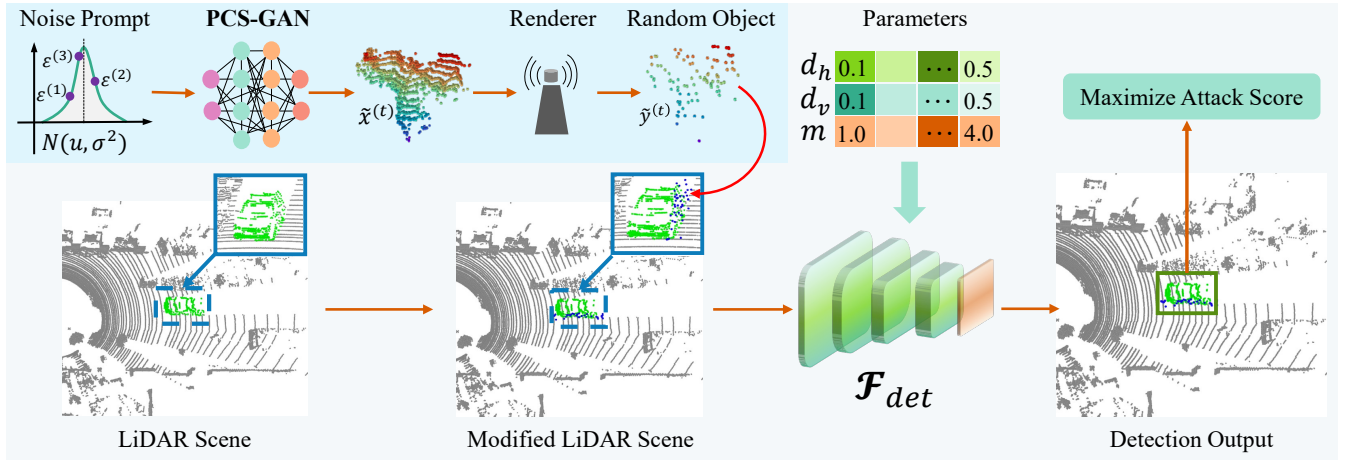 Noise Prompt
PCS-GAN
Renderer
Random Object
Parameters
ε⁽³⁾
ε⁽²⁾
ε⁽¹⁾
N(u, σ²)
x̃⁽ᵗ⁾
ỹ⁽ᵗ⁾
d_h 0.1 ... 0.5
d_v 0.1 ... 0.5
m 1.0 ... 4.0
Maximize Attack Score
𝓕_det
LiDAR Scene
Modified LiDAR Scene
Detection Output